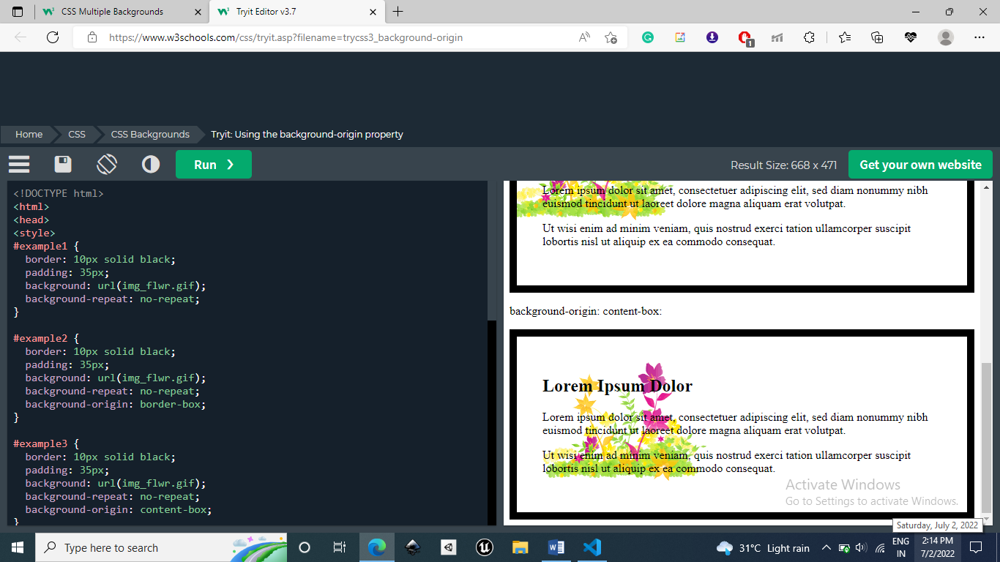 CSS Multiple Backgrounds
Tryit Editor v3.7
https://www.w3schools.com/css/tryit.asp?filename=trycss3_background-origin
1
Home
CSS
CSS Backgrounds
Tryit: Using the background-origin property
Run ❯
Result Size: 668 x 471
Get your own website
<!DOCTYPE html>
<html>
<head>
<style>
#example1 {
  border: 10px solid black;
  padding: 35px;
  background: url(img_flwr.gif);
  background-repeat: no-repeat;
}

#example2 {
  border: 10px solid black;
  padding: 35px;
  background: url(img_flwr.gif);
  background-repeat: no-repeat;
  background-origin: border-box;
}

#example3 {
  border: 10px solid black;
  padding: 35px;
  background: url(img_flwr.gif);
  background-repeat: no-repeat;
  background-origin: content-box;
}
Lorem ipsum dolor sit amet, consectetuer adipiscing elit, sed diam nonummy nibh
euismod tincidunt ut laoreet dolore magna aliquam erat volutpat.
Ut wisi enim ad minim veniam, quis nostrud exerci tation ullamcorper suscipit
lobortis nisl ut aliquip ex ea commodo consequat.
background-origin: content-box:
Lorem Ipsum Dolor
Lorem ipsum dolor sit amet, consectetuer adipiscing elit, sed diam nonummy nibh
euismod tincidunt ut laoreet dolore magna aliquam erat volutpat.
Ut wisi enim ad minim veniam, quis nostrud exerci tation ullamcorper suscipit
lobortis nisl ut aliquip ex ea commodo consequat.
Activate Windows
Go to Settings to activate Windows.
Saturday, July 2, 2022
Type here to search
31°C Light rain
ENG
IN
2:14 PM
7/2/2022